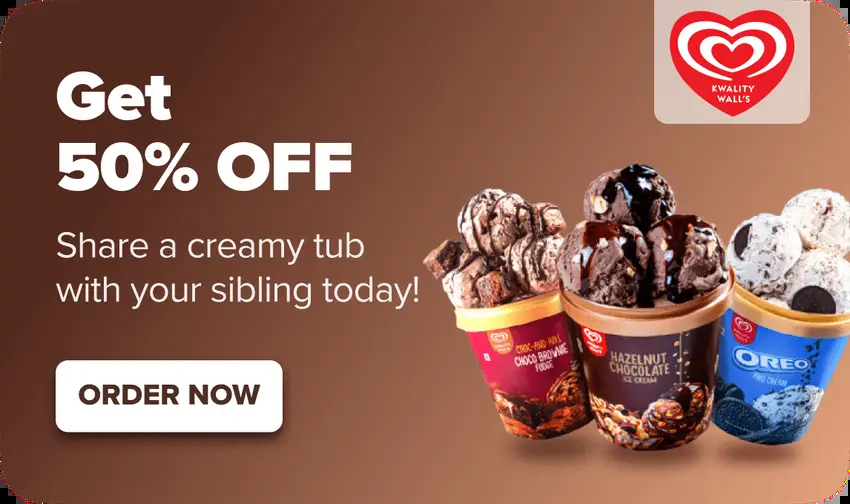 Get
50% OFF
Share a creamy tub
with your sibling today!
ORDER NOW
KWALITY
WALL'S
CHOCO BROWNIE
FUDGE
HAZELNUT
CHOCOLATE
ICE CREAM
OREO